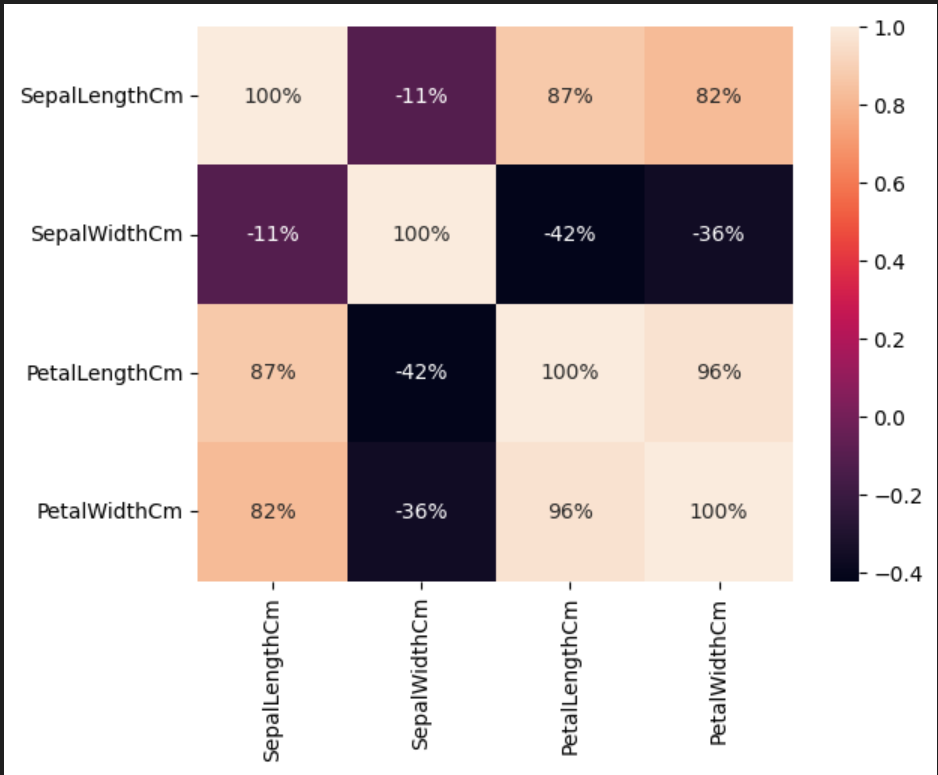 SepalLengthCm 100% -11% 87% 82%
SepalWidthCm -11% 100% -42% -36%
PetalLengthCm 87% -42% 100% 96%
PetalWidthCm 82% -36% 96% 100%
SepalLengthCm
SepalWidthCm
PetalLengthCm
PetalWidthCm
1.0
0.8
0.6
0.4
0.2
0.0
−0.2
−0.4